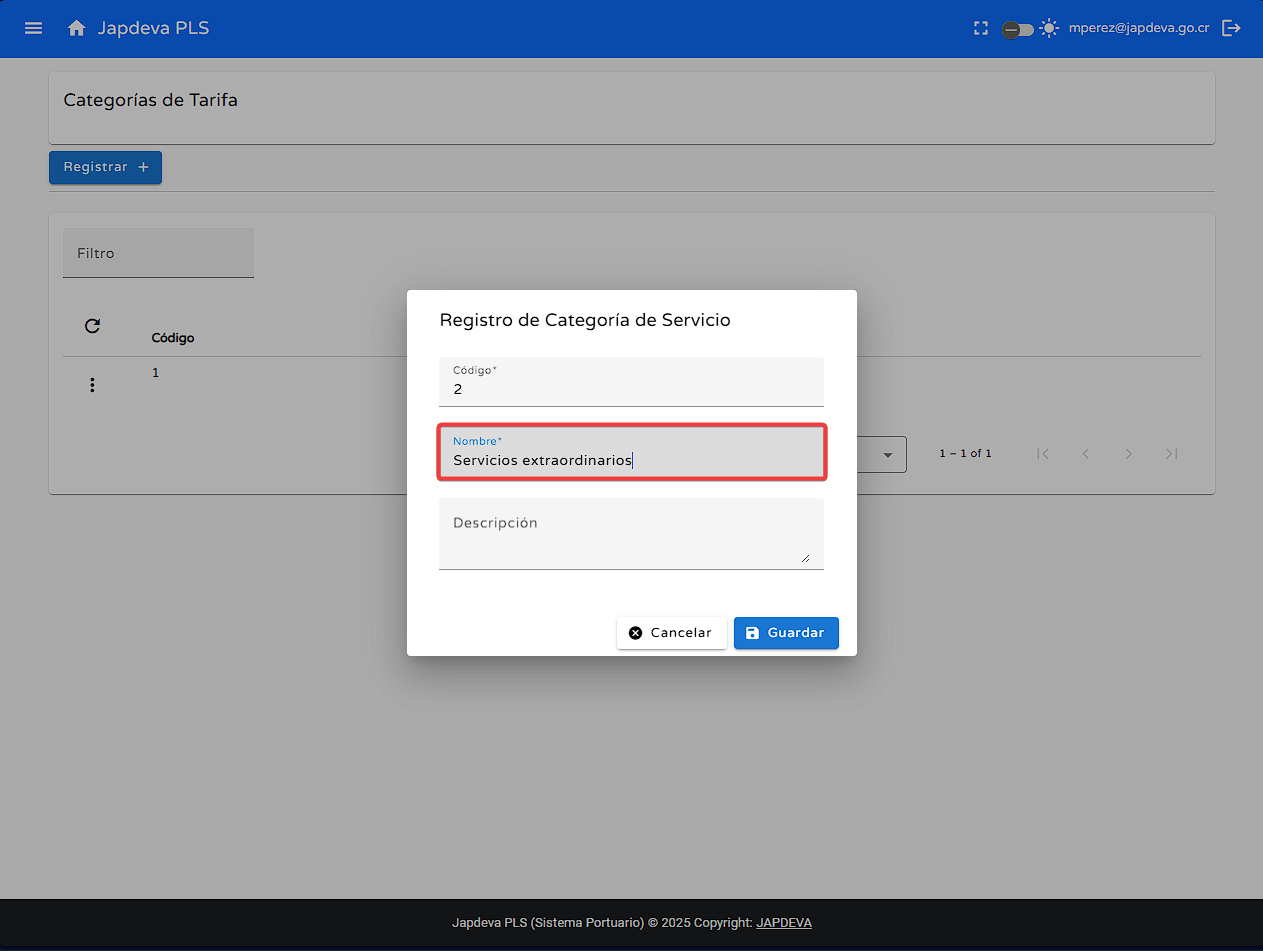 Japdeva PLS
mperez@japdeva.go.cr
Categorías de Tarifa
Registrar +
Filtro
Código
1
1 – 1 of 1
Registro de Categoría de Servicio
Código*
2
Nombre*
Servicios extraordinarios
Descripción
Cancelar
Guardar
Japdeva PLS (Sistema Portuario) © 2025 Copyright: JAPDEVA